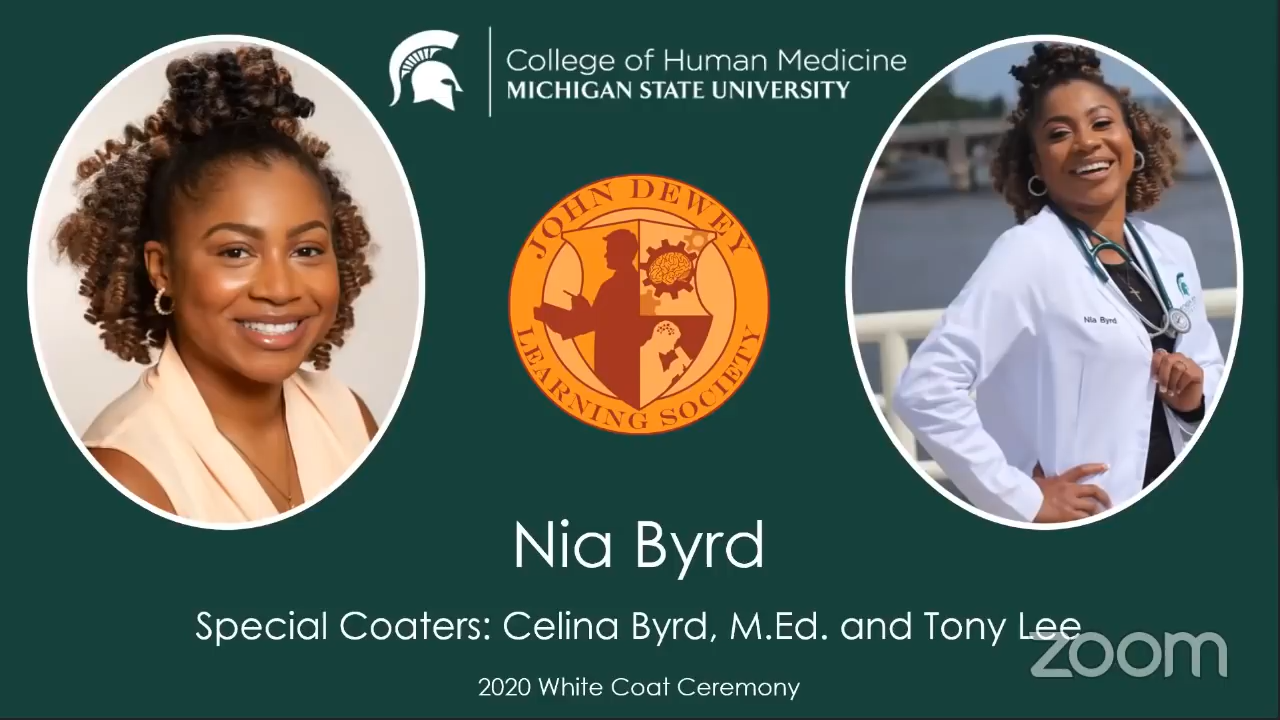 College of Human Medicine
MICHIGAN STATE UNIVERSITY
JOHN DEWEY
LEARNING SOCIETY
Nia Byrd
Nia Byrd
Special Coaters: Celina Byrd, M.Ed. and Tony Lee
zoom
2020 White Coat Ceremony